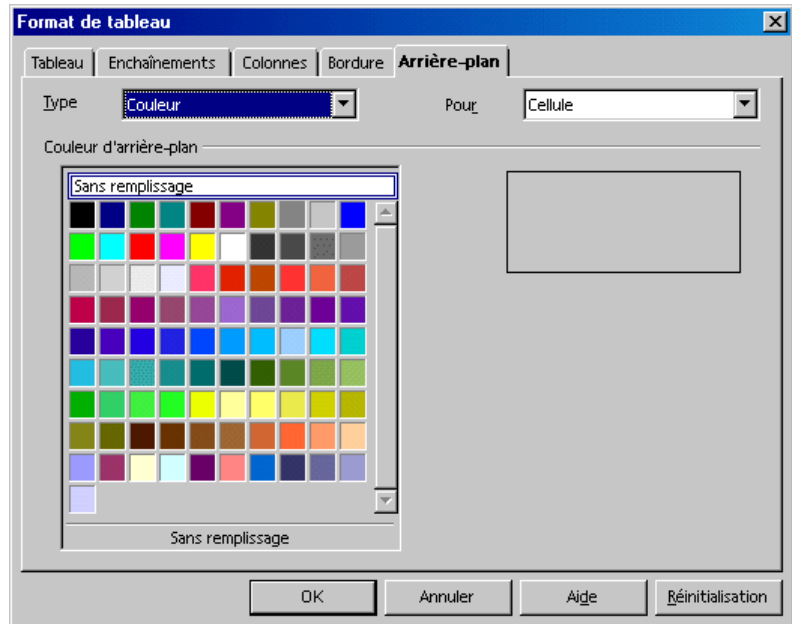 Format de tableau
Tableau Enchaînements Colonnes Bordure Arrière-plan
Type Couleur Pour Cellule
Couleur d'arrière-plan
Sans remplissage
Sans remplissage
OK Annuler Aide Réinitialisation